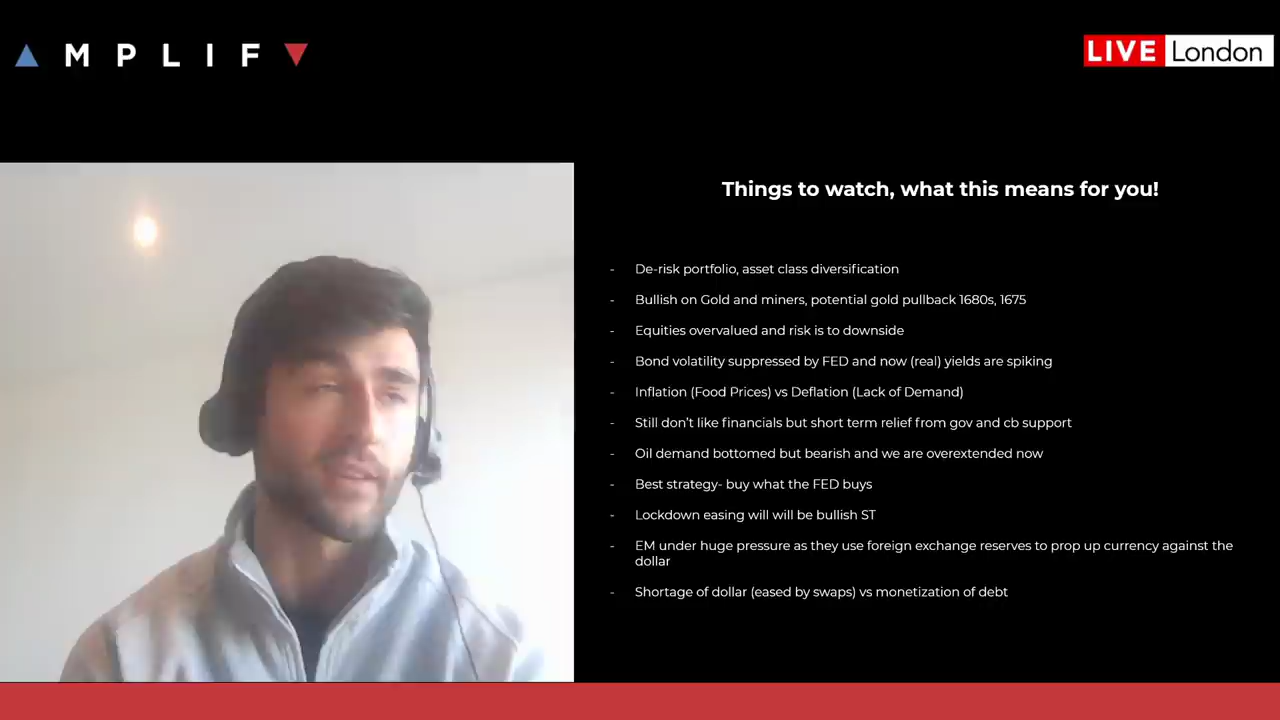 ▲ M P L I F ▼
LIVE London
Things to watch, what this means for you!
- De-risk portfolio, asset class diversification
- Bullish on Gold and miners, potential gold pullback 1680s, 1675
- Equities overvalued and risk is to downside
- Bond volatility suppressed by FED and now (real) yields are spiking
- Inflation (Food Prices) vs Deflation (Lack of Demand)
- Still don't like financials but short term relief from gov and cb support
- Oil demand bottomed but bearish and we are overextended now
- Best strategy- buy what the FED buys
- Lockdown easing will will be bullish ST
- EM under huge pressure as they use foreign exchange reserves to prop up currency against the
dollar
- Shortage of dollar (eased by swaps) vs monetization of debt